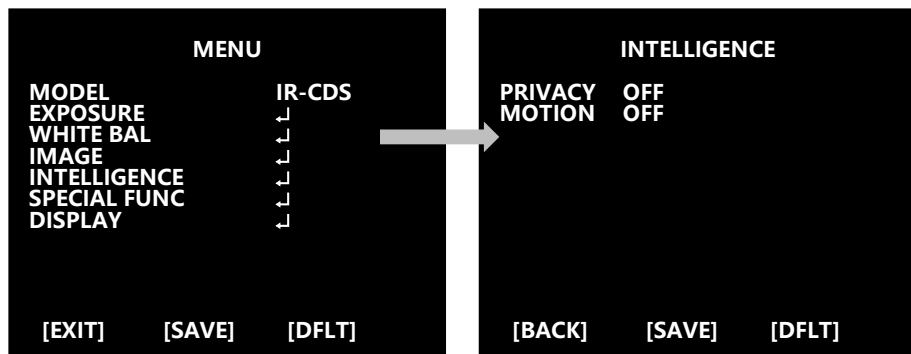 MENU
MODEL IR-CDS
EXPOSURE ↵
WHITE BAL ↵
IMAGE ↵
INTELLIGENCE ↵
SPECIAL FUNC ↵
DISPLAY ↵
[EXIT] [SAVE] [DFLT]
INTELLIGENCE
PRIVACY OFF
MOTION OFF
[BACK] [SAVE] [DFLT]